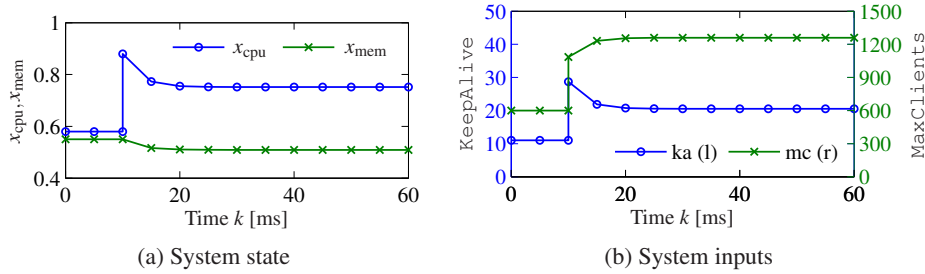 1
0.8
0.6
0.4
x_cpu, x_mem
x_cpu
x_mem
0 20 40 60
Time k [ms]
(a) System state
50
40
30
20
10
0
KeepAlive
ka (l)
mc (r)
1500
1200
900
600
300
0
MaxClients
0 20 40 60
Time k [ms]
(b) System inputs